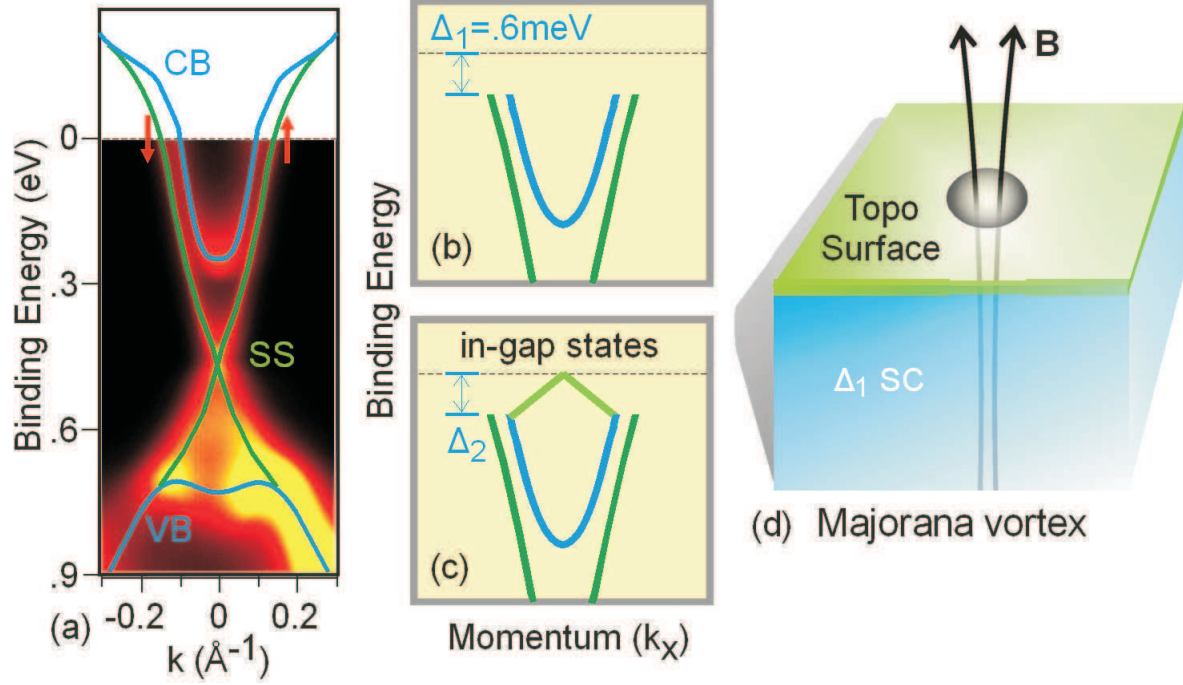 CB
0
.3
.6
.9
SS
VB
Binding Energy (eV)
-0.2 0 0.2
(a)
k (Å⁻¹)
Δ₁=.6meV
(b)
Binding Energy
in-gap states
Δ₂
(c)
Momentum (kₓ)
B
Topo
Surface
Δ₁ SC
(d) Majorana vortex